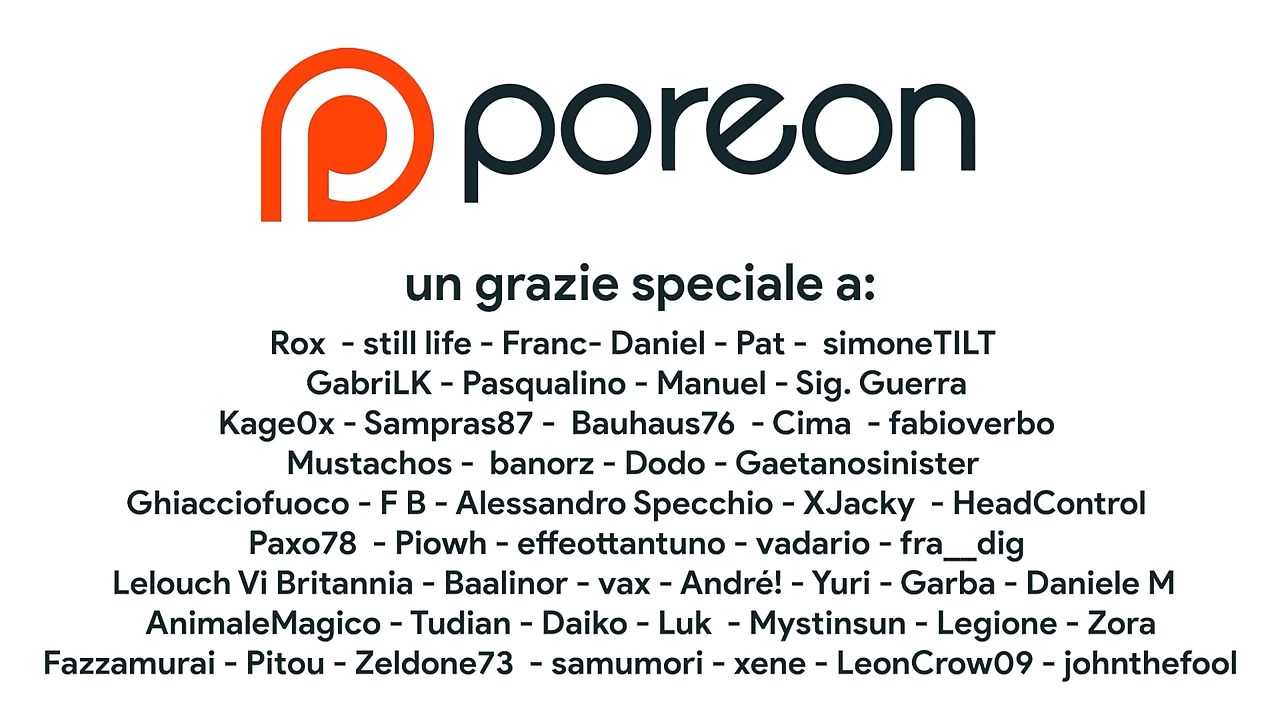 poreon
un grazie speciale a:
Rox - still life - Franc- Daniel - Pat - simoneTILT
GabriLK - Pasqualino - Manuel - Sig. Guerra
Kage0x - Sampras87 - Bauhaus76 - Cima - fabioverbo
Mustachos - banorz - Dodo - Gaetanosinister
Ghiacciofuoco - F B - Alessandro Specchio - XJacky - HeadControl
Paxo78 - Piowh - effeottantuno - vadario - fra__dig
Lelouch Vi Britannia - Baalinor - vax - André! - Yuri - Garba - Daniele M
AnimaleMagico - Tudian - Daiko - Luk - Mystinsun - Legione - Zora
Fazzamurai - Pitou - Zeldone73 - samumori - xene - LeonCrow09 - johnthefool